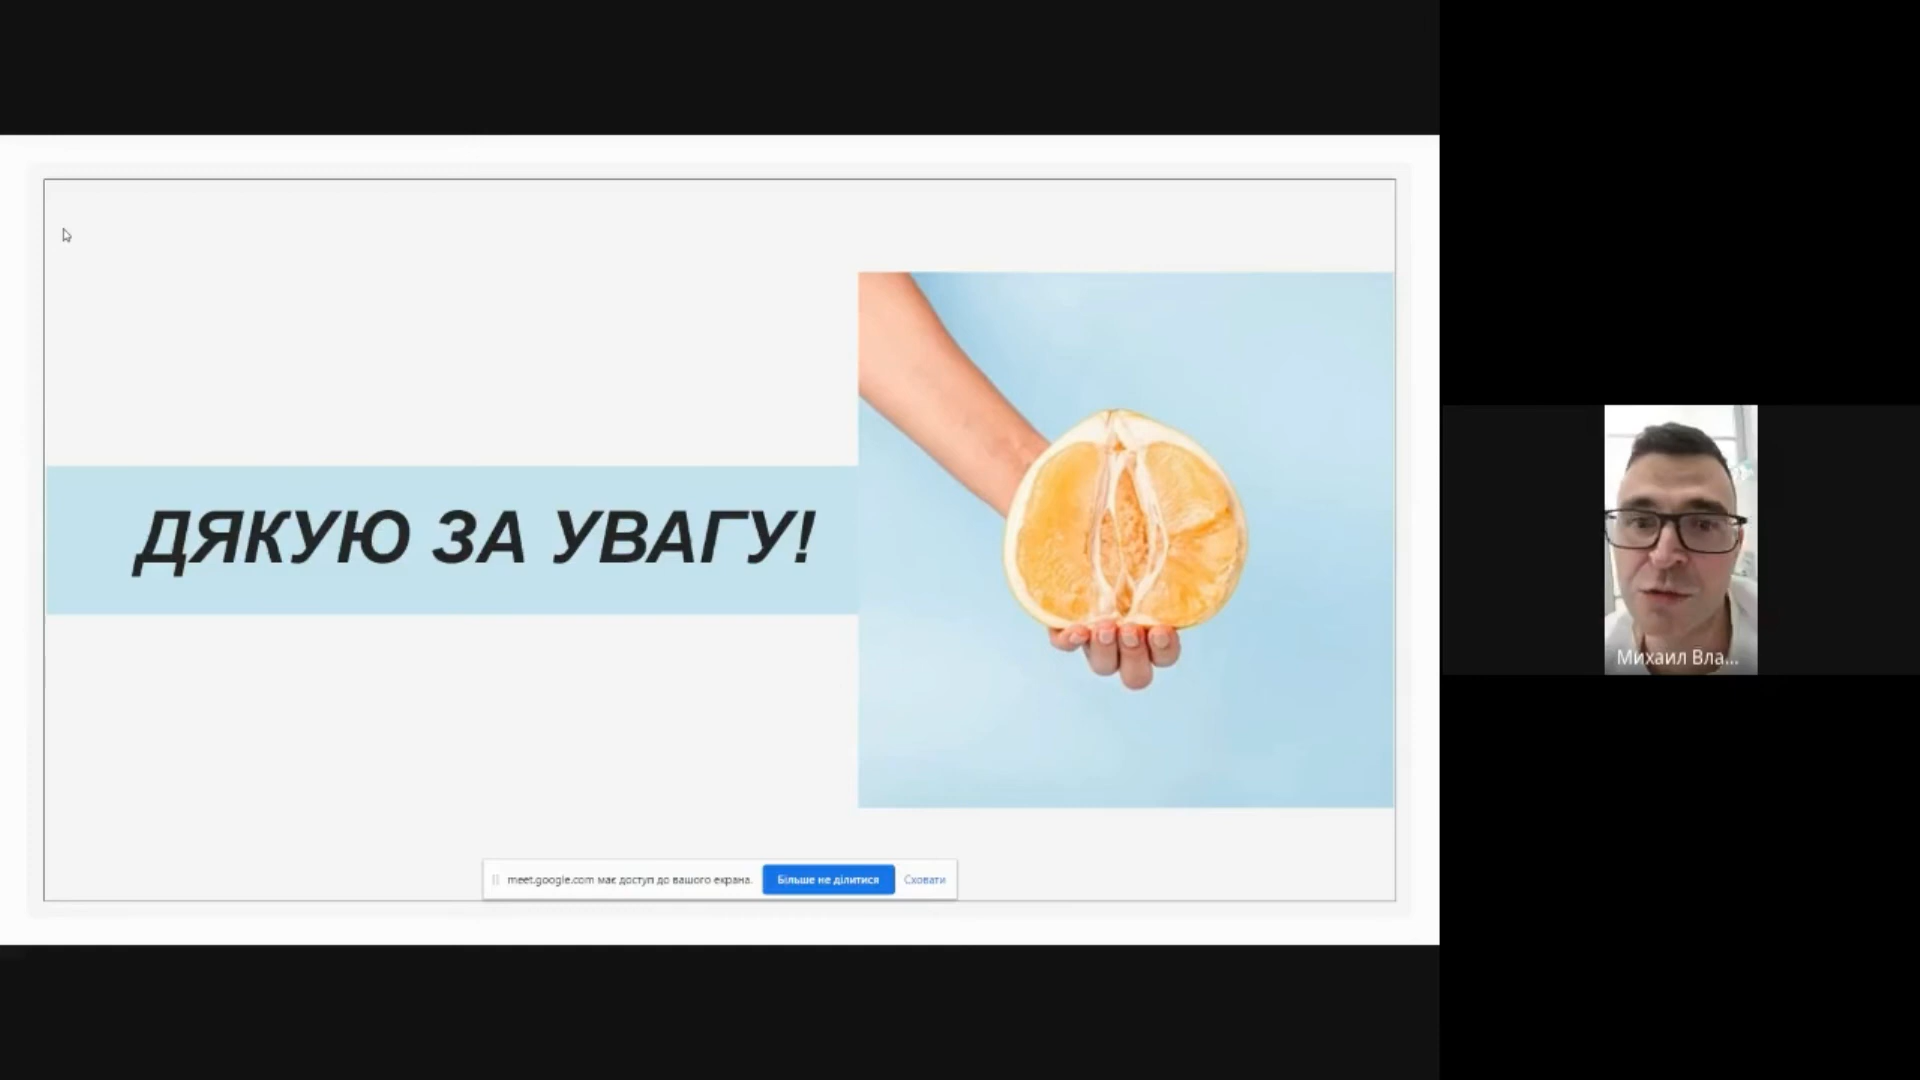 ДЯКУЮ ЗА УВАГУ!
meet.google.com має доступ до вашого екрана. Більше не ділитися Сховати
Михаил Вла...